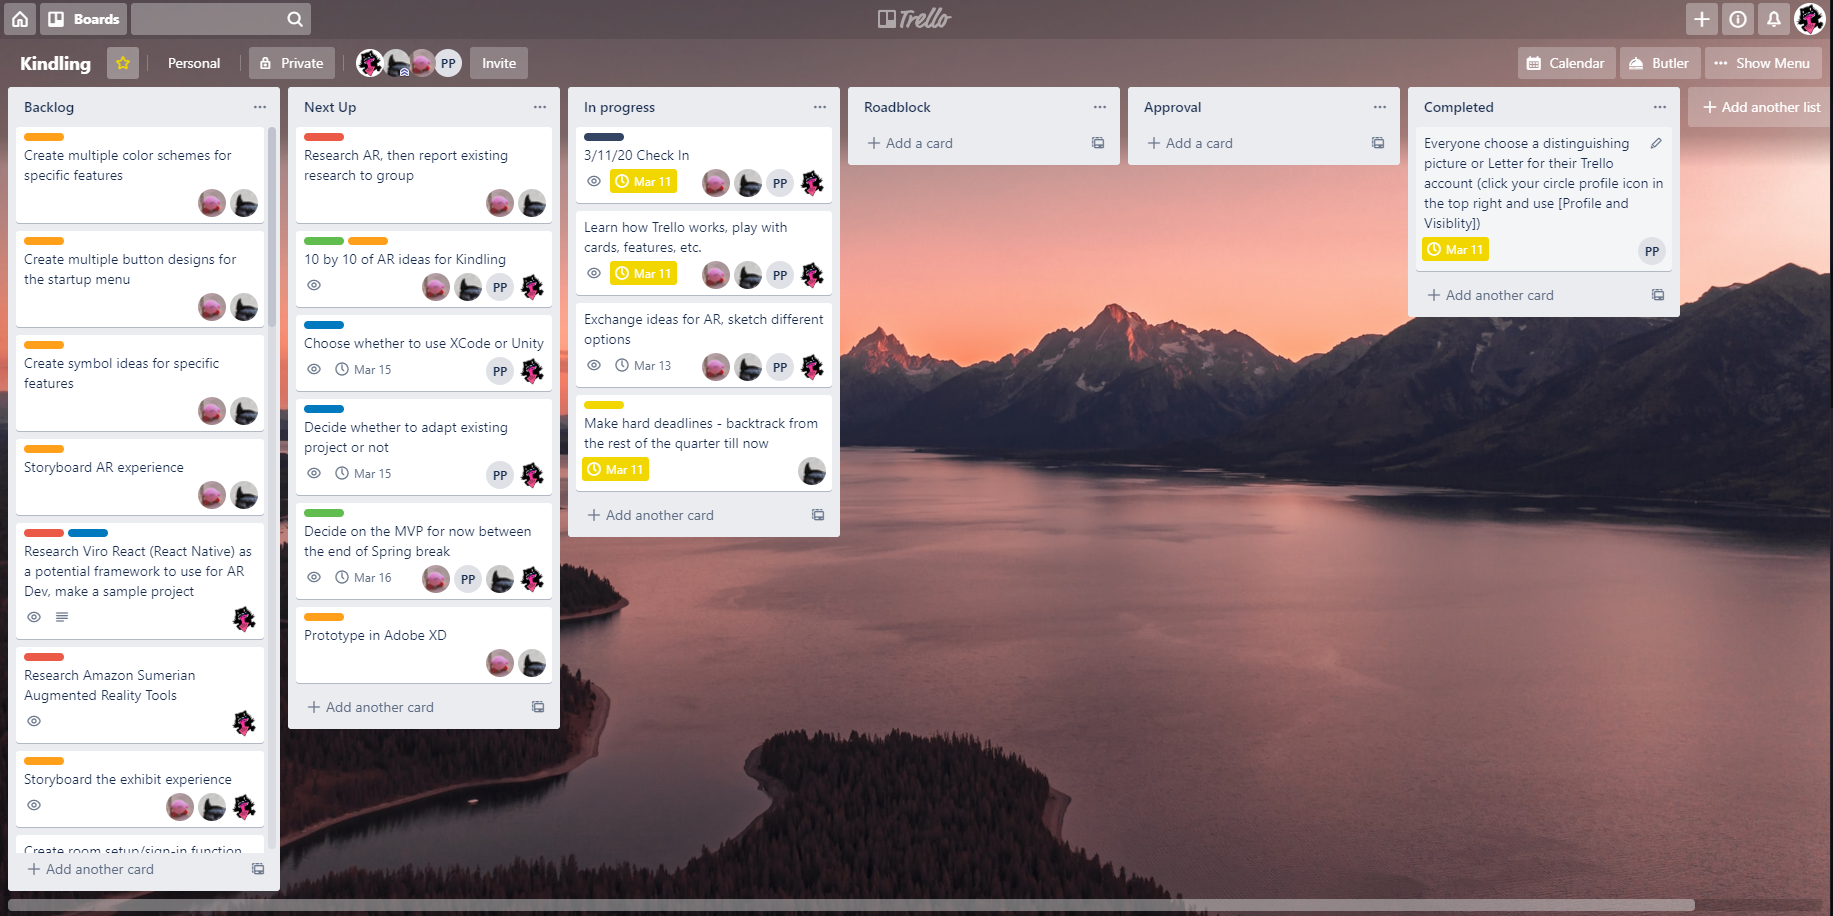 Boards
Trello
Kindling
Personal
Private
PP
Invite
Calendar
Butler
Show Menu
Backlog
Create multiple color schemes for
specific features
Create multiple button designs for
the startup menu
Create symbol ideas for specific
features
Storyboard AR experience
Research Viro React (React Native) as
a potential framework to use for AR
Dev, make a sample project
Research Amazon Sumerian
Augmented Reality Tools
Storyboard the exhibit experience
Create room setup/sign-in function
+ Add another card
Next Up
Research AR, then report existing
research to group
10 by 10 of AR ideas for Kindling
PP
Choose whether to use XCode or Unity
Mar 15
PP
Decide whether to adapt existing
project or not
Mar 15
PP
Decide on the MVP for now between
the end of Spring break
Mar 16
PP
Prototype in Adobe XD
+ Add another card
In progress
3/11/20 Check In
Mar 11
PP
Learn how Trello works, play with
cards, features, etc.
Mar 11
PP
Exchange ideas for AR, sketch different
options
Mar 13
PP
Make hard deadlines - backtrack from
the rest of the quarter till now
Mar 11
+ Add another card
Roadblock
+ Add a card
Approval
+ Add a card
Completed
Everyone choose a distinguishing
picture or Letter for their Trello
account (click your circle profile icon in
the top right and use [Profile and
Visiblity])
Mar 11
PP
+ Add another card
+ Add another list